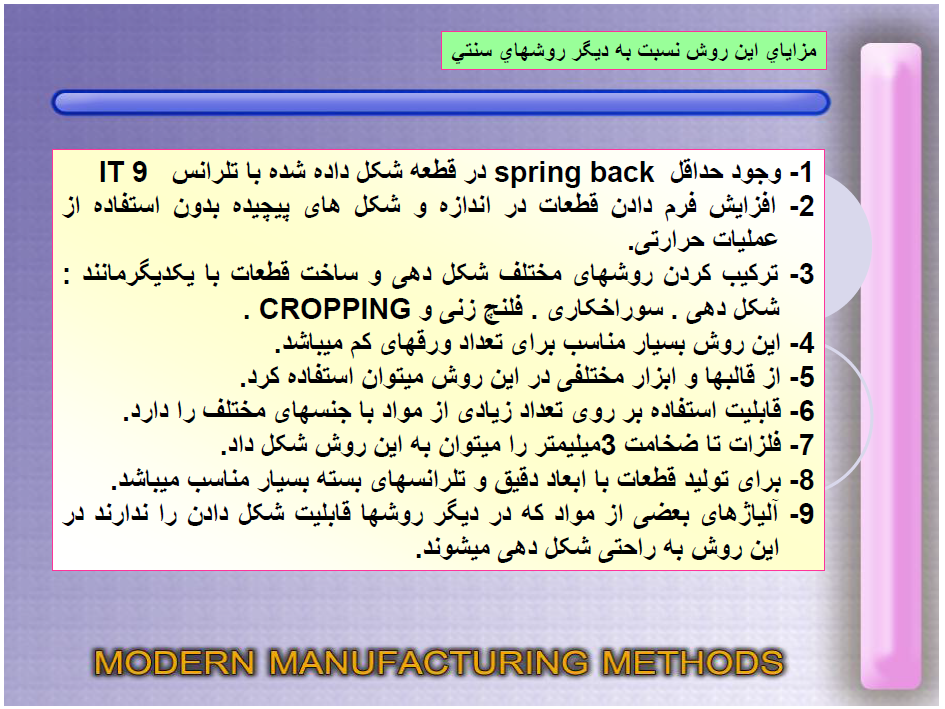 مزاياي اين روش نسبت به ديگر روشهاي سنتي
1- وجود حداقل spring back در قطعه شکل داده شده با تلرانس IT 9
2- افزایش فرم دادن قطعات در اندازه و شکل های پیچیده بدون استفاده از
عملیات حرارتی.
3- ترکیب کردن روشهای مختلف شکل دهی و ساخت قطعات با یکدیگرمانند :
شکل دهی . سوراخکاری . فلنچ زنی و CROPPING .
4- این روش بسیار مناسب برای تعداد ورقهای کم میباشد.
5- از قالبها و ابزار مختلفی در این روش میتوان استفاده کرد.
6- قابلیت استفاده بر روی تعداد زیادی از مواد با جنسهای مختلف را دارد.
7- فلزات تا ضخامت 3میلیمتر را میتوان به این روش شکل داد.
8- برای تولید قطعات با ابعاد دقیق و تلرانسهای بسته بسیار مناسب میباشد.
9- آلیاژهای بعضی از مواد که در دیگر روشها قابلیت شکل دادن را ندارند در
این روش به راحتی شکل دهی میشوند.
MODERN MANUFACTURING METHODS